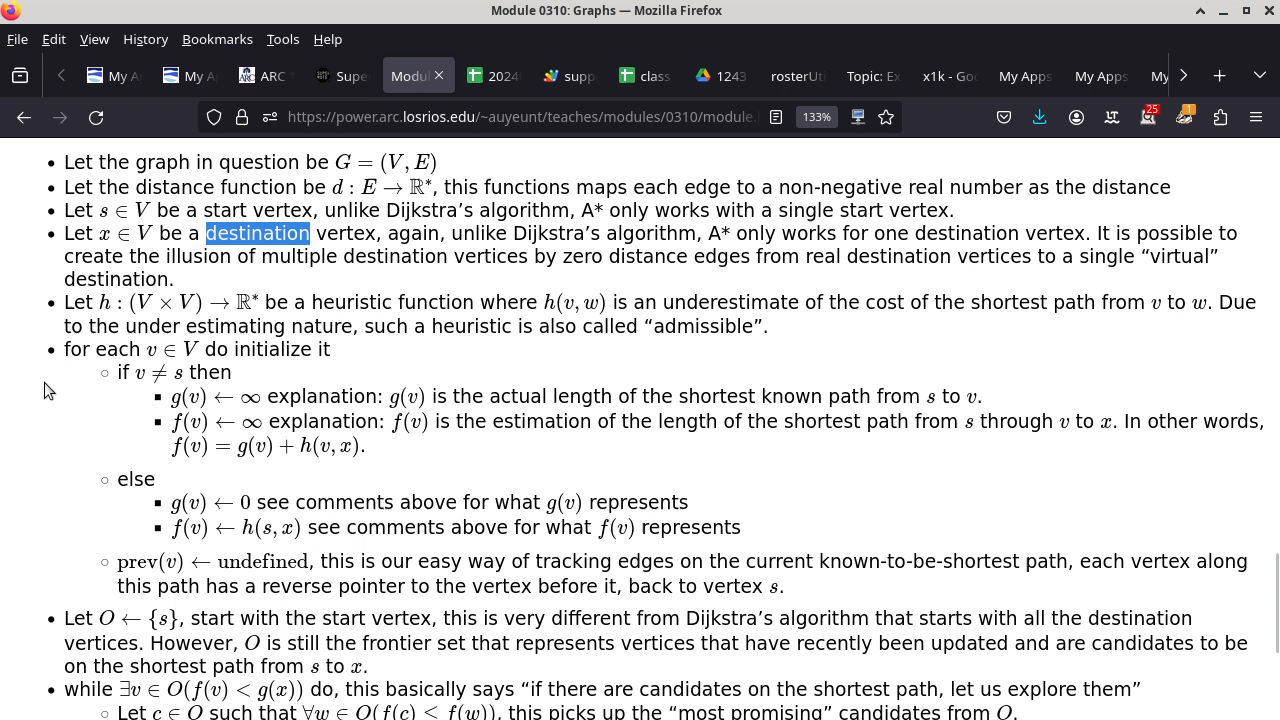 Module 0310: Graphs — Mozilla Firefox
File Edit View History Bookmarks Tools Help
My A My A ARC Supe Modul 2024 supp class 1243 rosterUt Topic: Ex x1k - Goo My Apps My Apps My
https://power.arc.losrios.edu/~auyeunt/teaches/modules/0310/module. 133% 25 1
• Let the graph in question be G = (V, E)
• Let the distance function be d : E → ℝ*, this functions maps each edge to a non-negative real number as the distance
• Let s ∈ V be a start vertex, unlike Dijkstra’s algorithm, A* only works with a single start vertex.
• Let x ∈ V be a destination vertex, again, unlike Dijkstra’s algorithm, A* only works for one destination vertex. It is possible to
create the illusion of multiple destination vertices by zero distance edges from real destination vertices to a single “virtual”
destination.
• Let h : (V × V) → ℝ* be a heuristic function where h(v, w) is an underestimate of the cost of the shortest path from v to w. Due
to the under estimating nature, such a heuristic is also called “admissible”.
• for each v ∈ V do initialize it
◦ if v ≠ s then
▪ g(v) ← ∞ explanation: g(v) is the actual length of the shortest known path from s to v.
▪ f(v) ← ∞ explanation: f(v) is the estimation of the length of the shortest path from s through v to x. In other words,
f(v) = g(v) + h(v, x).
◦ else
▪ g(v) ← 0 see comments above for what g(v) represents
▪ f(v) ← h(s, x) see comments above for what f(v) represents
◦ prev(v) ← undefined, this is our easy way of tracking edges on the current known-to-be-shortest path, each vertex along
this path has a reverse pointer to the vertex before it, back to vertex s.
• Let O ← {s}, start with the start vertex, this is very different from Dijkstra’s algorithm that starts with all the destination
vertices. However, O is still the frontier set that represents vertices that have recently been updated and are candidates to be
on the shortest path from s to x.
• while ∃v ∈ O(f(v) < g(x)) do, this basically says “if there are candidates on the shortest path, let us explore them”
◦ Let c ∈ O such that ∀w ∈ O(f(c) ≤ f(w)), this picks up the “most promising” candidates from O.